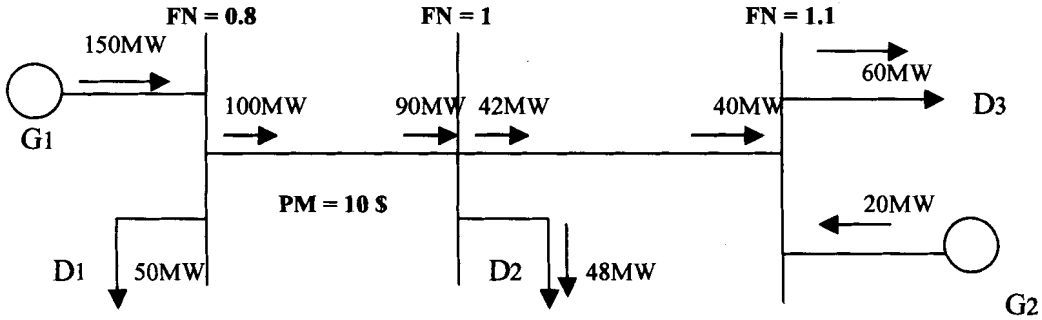 FN = 0.8 FN = 1 FN = 1.1
150MW
60MW
100MW 90MW 42MW 40MW
D3
G1
PM = 10 $
20MW
D1 50MW D2 48MW
G2